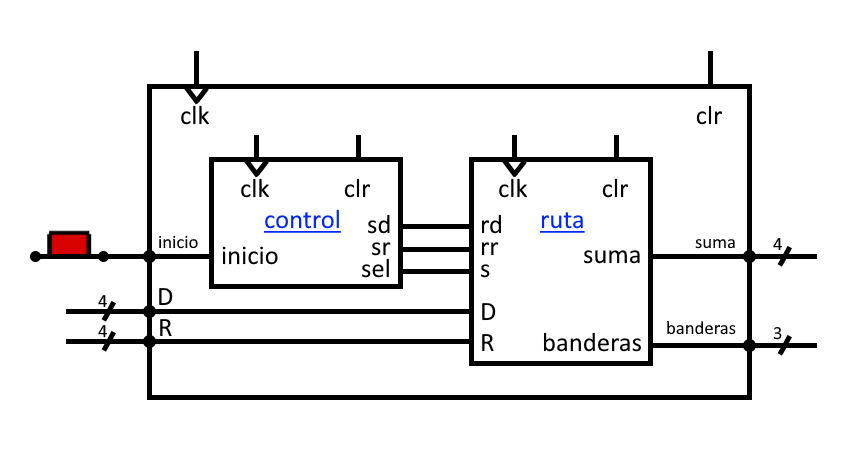 clk
clr
clk
clr
clk
clr
control
ruta
inicio
inicio
sd
sr
sel
rd
rr
s
suma
suma
4
4
D
D
4
R
R
banderas
banderas
3